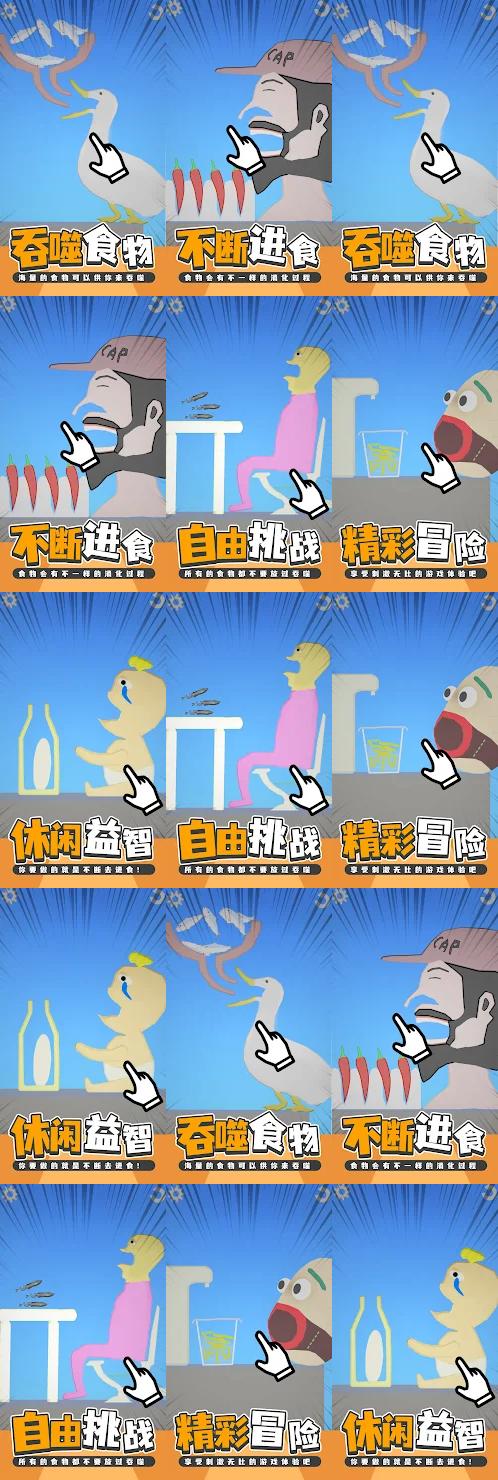 吞噬食物
海量的食物可以供你来吞噬
CAP
不断进食
食物会有不一样的消化过程
吞噬食物
海量的食物可以供你来吞噬
CAP
不断进食
食物会有不一样的消化过程
自由挑战
所有的食物都不要放过吞噬
茶
精彩冒险
享受刺激无比的游戏体验吧
休闲益智
你要做的就是不断去进食!
自由挑战
所有的食物都不要放过吞噬
茶
精彩冒险
享受刺激无比的游戏体验吧
休闲益智
你要做的就是不断去进食!
吞噬食物
海量的食物可以供你来吞噬
CAP
不断进食
食物会有不一样的消化过程
自由挑战
所有的食物都不要放过吞噬
茶
精彩冒险
享受刺激无比的游戏体验吧
休闲益智
你要做的就是不断去进食!